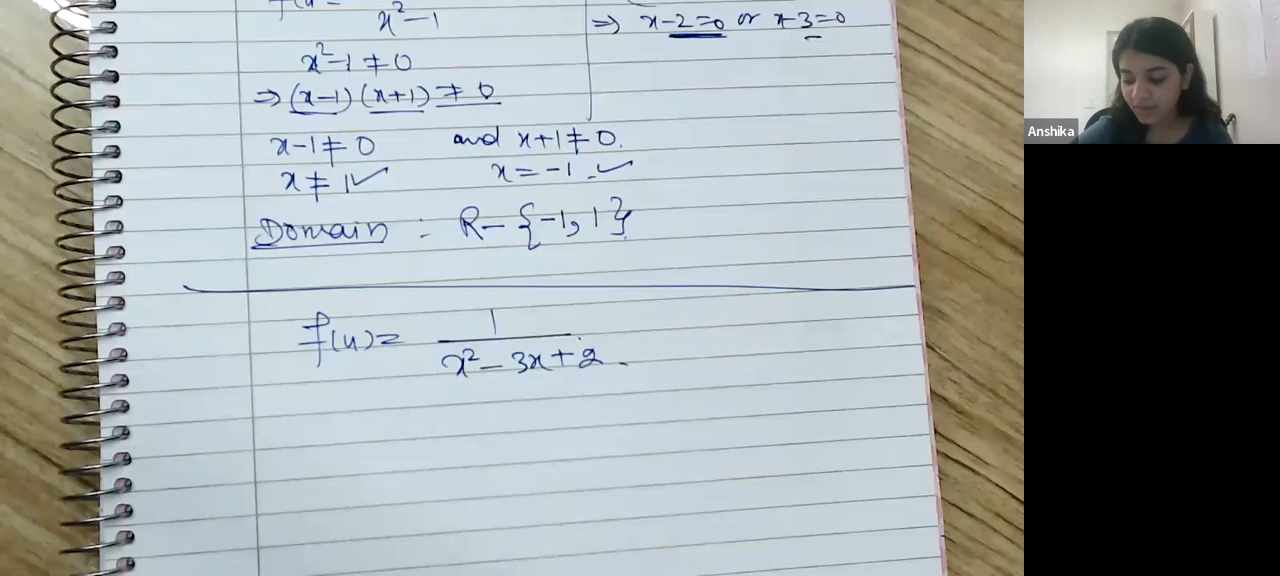 x²-1
⇒ x-2=0 or x-3=0
x²-1 ≠ 0
⇒ (x-1) (x+1) ≠ 0
x-1 ≠ 0 and x+1 ≠ 0.
x ≠ 1 ✓ x = -1 . ✓
Domain : R- {-1, 1}
f(x) = 1
x² - 3x + 2
Anshika